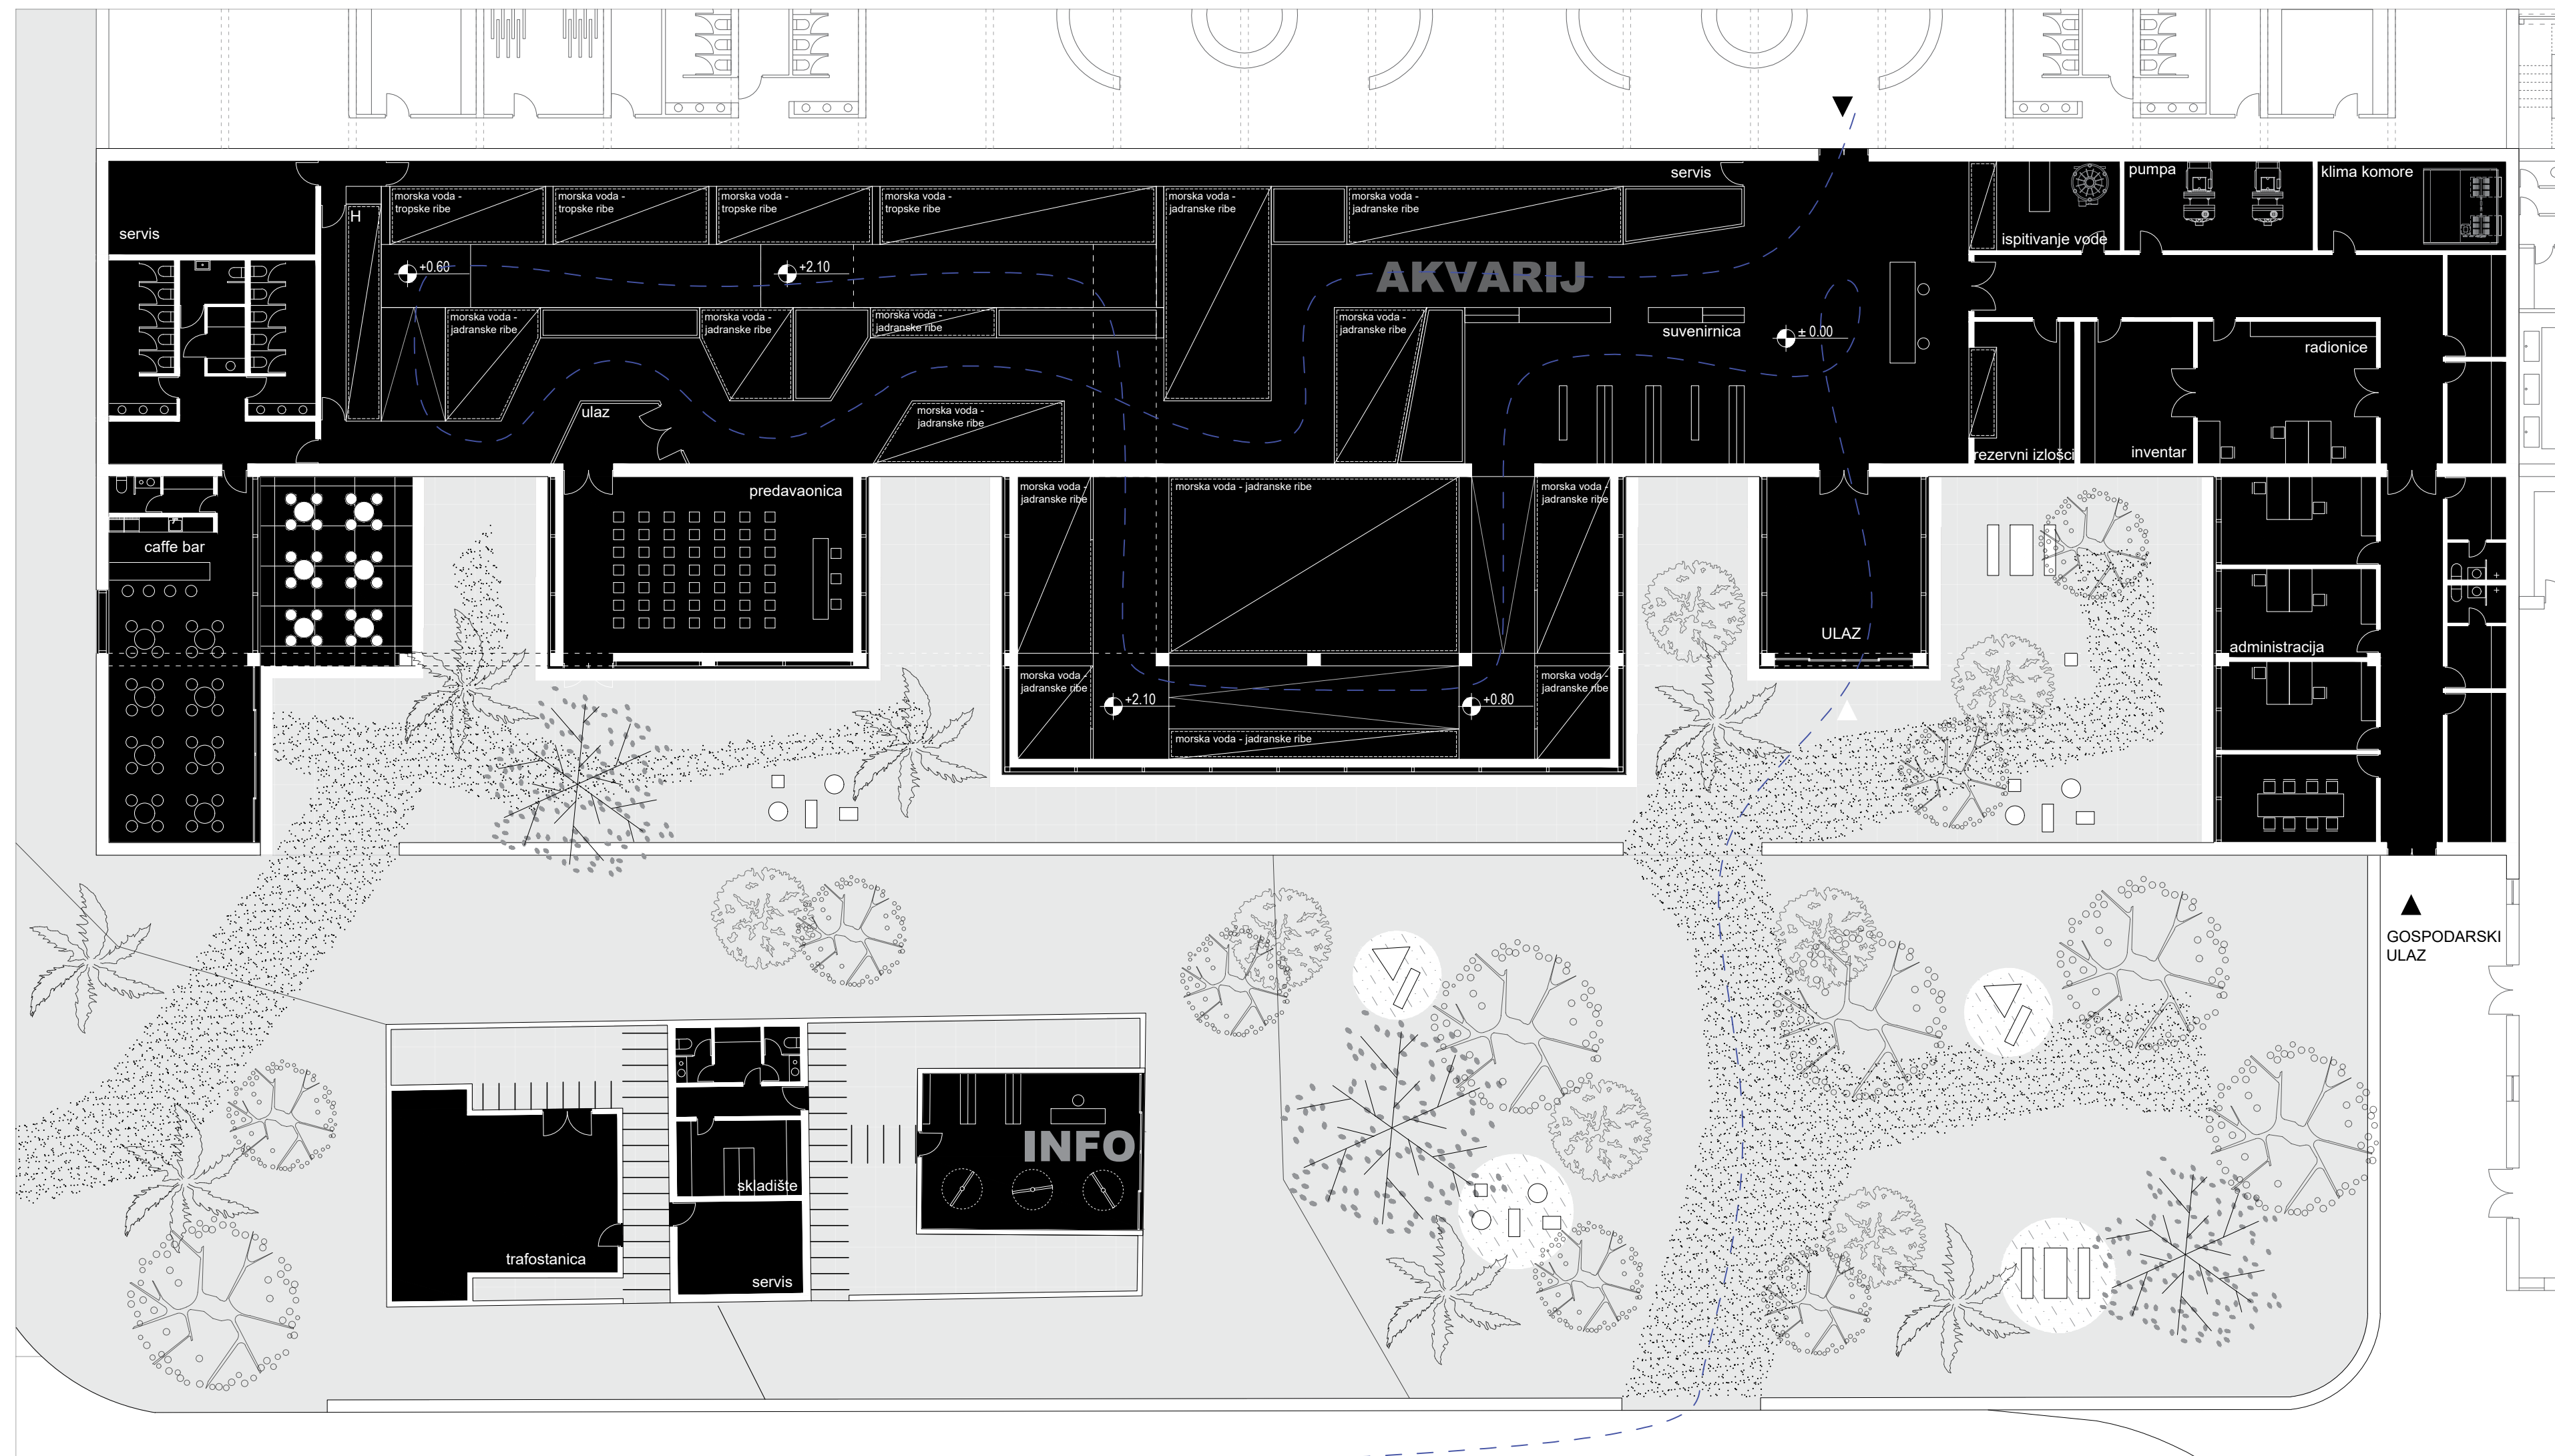 servis
pumpa
klima komore
morska voda -
tropske ribe
morska voda -
tropske ribe
morska voda -
tropske ribe
morska voda -
tropske ribe
morska voda -
jadranske ribe
morska voda -
jadranske ribe
H
servis
ispitivanje vode
+0.60
+2.10
AKVARIJ
morska voda -
jadranske ribe
morska voda -
jadranske ribe
morska voda -
jadranske ribe
morska voda -
jadranske ribe
suvenirnica
± 0.00
radionice
ulaz
morska voda -
jadranske ribe
rezervni izlošci
inventar
predavaonica
morska voda -
jadranske ribe
morska voda - jadranske ribe
morska voda -
jadranske ribe
caffe bar
ULAZ
administracija
morska voda -
jadranske ribe
morska voda -
jadranske ribe
+2.10
+0.80
morska voda - jadranske ribe
GOSPODARSKI
ULAZ
INFO
skladište
trafostanica
servis